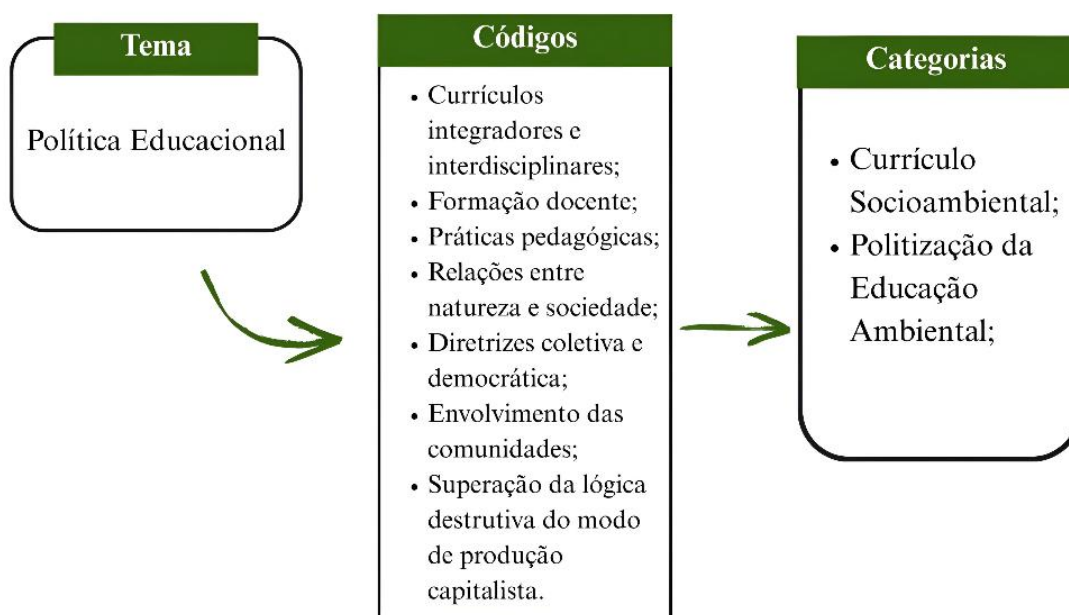 Tema
Política Educacional
Códigos
• Currículos
integradores e
interdisciplinares;
• Formação docente;
• Práticas pedagógicas;
• Relações entre
natureza e sociedade;
• Diretrizes coletiva e
democrática;
• Envolvimento das
comunidades;
• Superação da lógica
destrutiva do modo
de produção
capitalista.
Categorias
• Currículo
Socioambiental;
• Politização da
Educação
Ambiental;